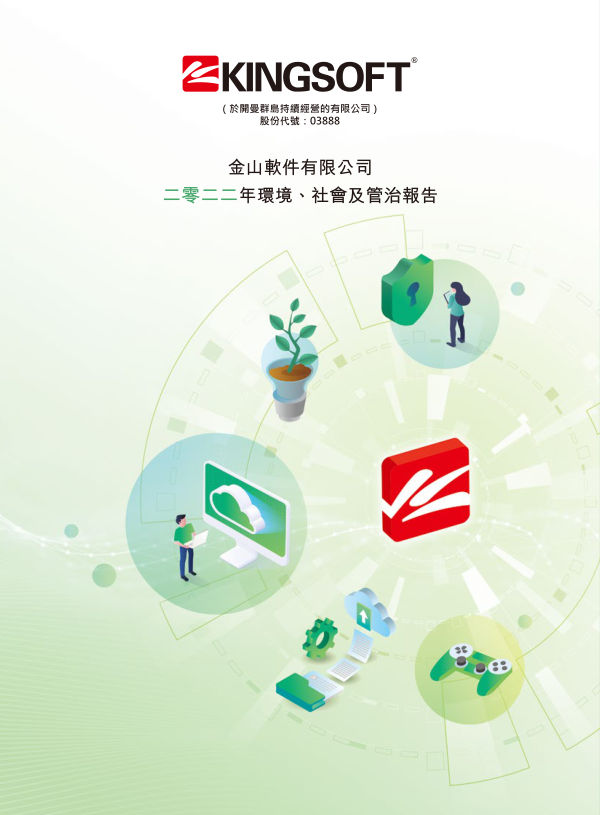 KINGSOFT®
（於開曼群島持續經營的有限公司）
股份代號：03888
金山軟件有限公司
二零二二年環境、社會及管治報告